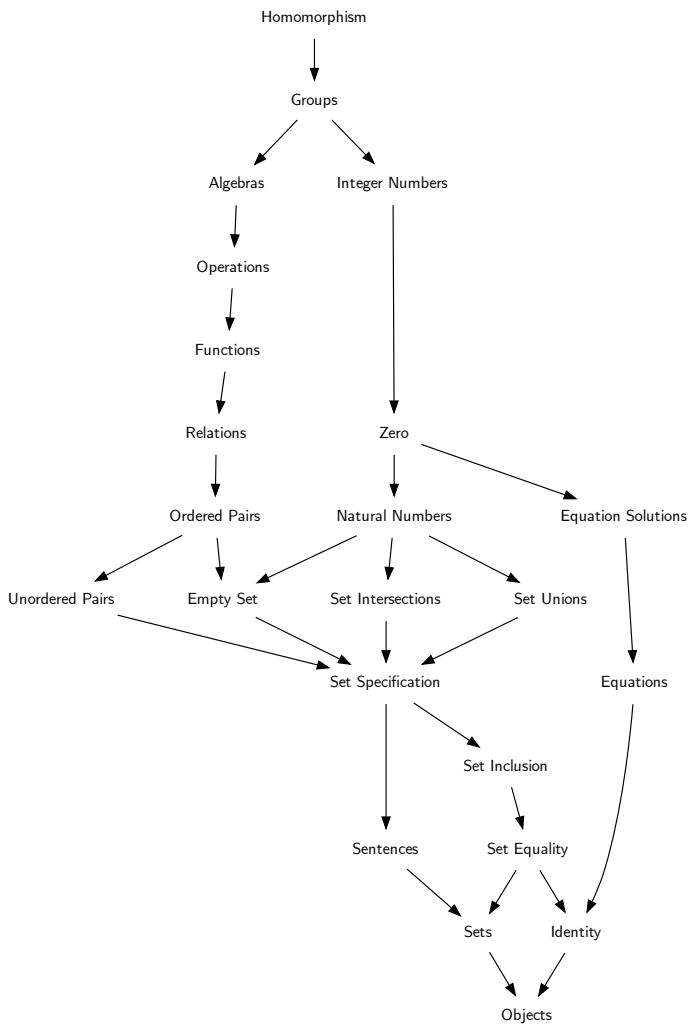 Homomorphism
Groups
Algebras
Integer Numbers
Operations
Functions
Relations
Zero
Ordered Pairs
Natural Numbers
Equation Solutions
Unordered Pairs
Empty Set
Set Intersections
Set Unions
Set Specification
Equations
Set Inclusion
Sentences
Set Equality
Sets
Identity
Objects